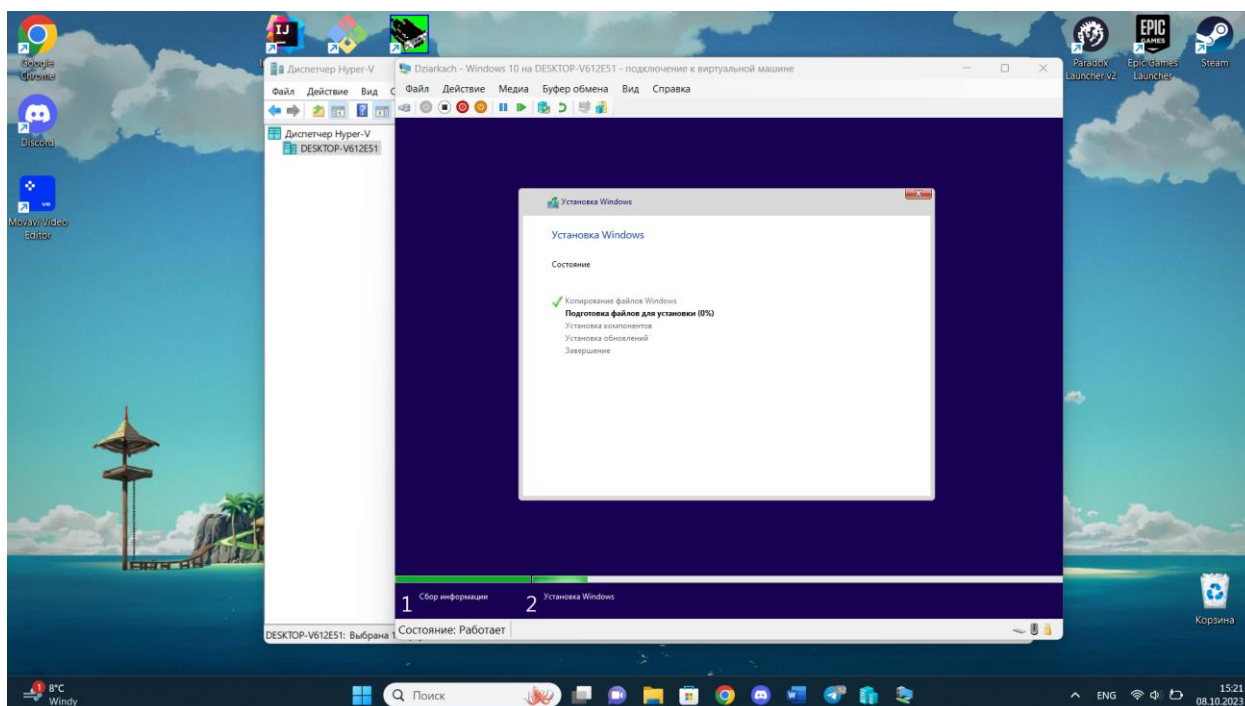 Google
Chrome
Discord
Movavi Video
Editor
IJ
EPIC
GAMES
Paradox
Launcher v2
Epic Games
Launcher
Steam
Диспетчер Hyper-V
Файл Действие Вид С
Диспетчер Hyper-V
DESKTOP-V612E51
DESKTOP-V612E51: Выбрана 1
Dziarkach - Windows 10 на DESKTOP-V612E51 - подключение к виртуальной машине
Файл Действие Медиа Буфер обмена Вид Справка
Установка Windows
Установка Windows
Состояние
Копирование файлов Windows
Подготовка файлов для установки (0%)
Установка компонентов
Установка обновлений
Завершение
1 Сбор информации 2 Установка Windows
Состояние: Работает
Корзина
1
8°C
Windy
Поиск
ENG
15:21
08.10.2023